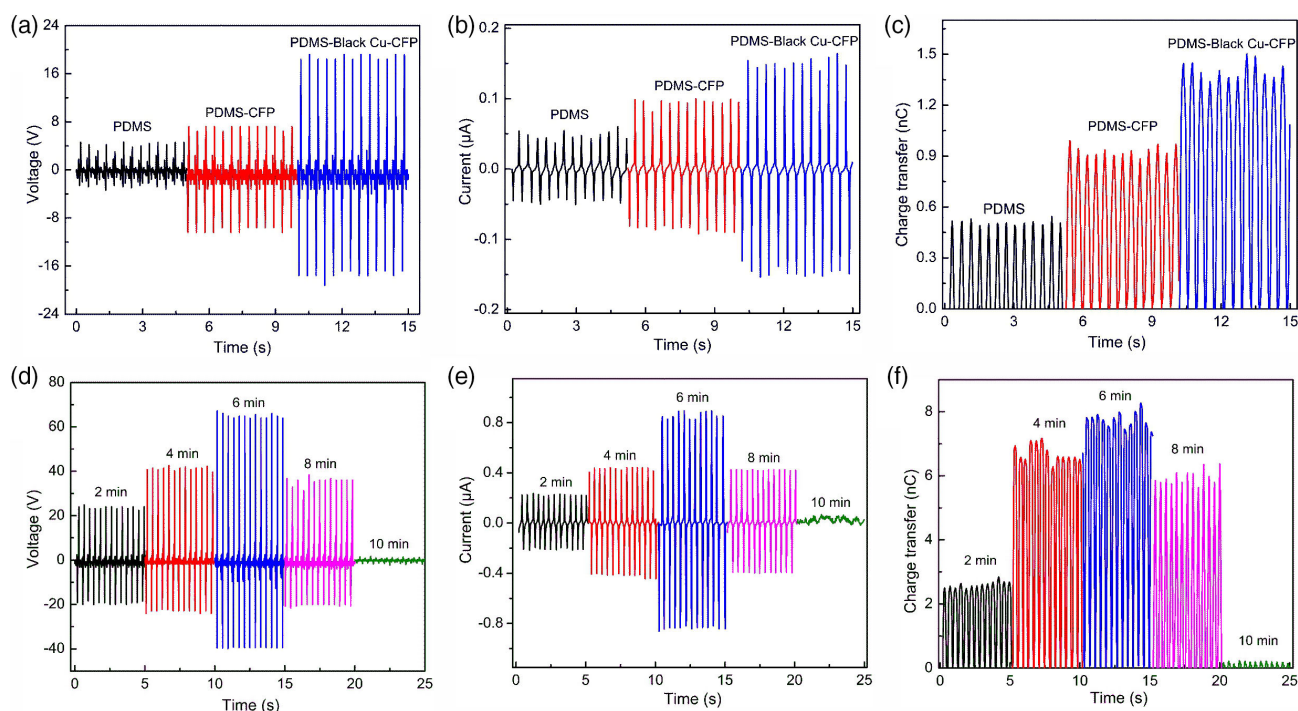 (a)
Voltage (V)
24
16
8
0
-8
-16
-24
PDMS
PDMS-CFP
PDMS-Black Cu-CFP
0 3 6 9 12 15
Time (s)
(b)
Current (µA)
0.2
0.1
0.0
-0.1
-0.2
PDMS
PDMS-CFP
PDMS-Black Cu-CFP
0 3 6 9 12 15
Time (s)
(c)
Charge transfer (nC)
1.5
1.2
0.9
0.6
0.3
0.0
PDMS
PDMS-CFP
PDMS-Black Cu-CFP
0 3 6 9 12 15
Time (s)
(d)
Voltage (V)
80
60
40
20
0
-20
-40
2 min
4 min
6 min
8 min
10 min
0 5 10 15 20 25
Time (s)
(e)
Current (µA)
0.8
0.4
0.0
-0.4
-0.8
2 min
4 min
6 min
8 min
10 min
0 5 10 15 20 25
Time (s)
(f)
Charge transfer (nC)
8
6
4
2
0
2 min
4 min
6 min
8 min
10 min
0 5 10 15 20 25
Time (s)